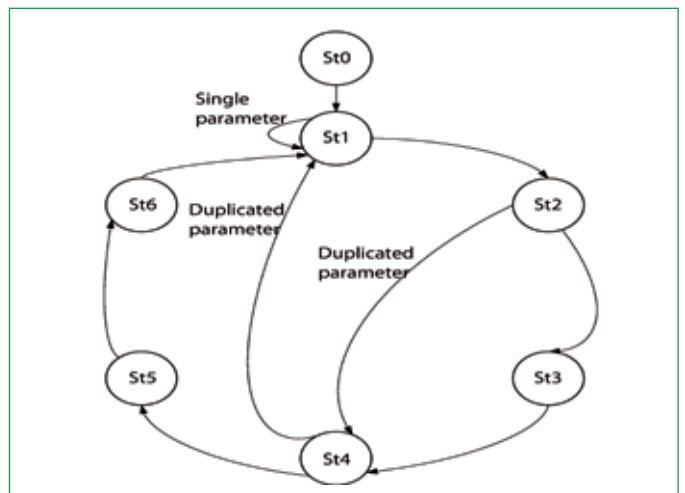 St0
Single
parameter
St1
St6
St2
Duplicated
parameter
Duplicated
parameter
St5
St3
St4